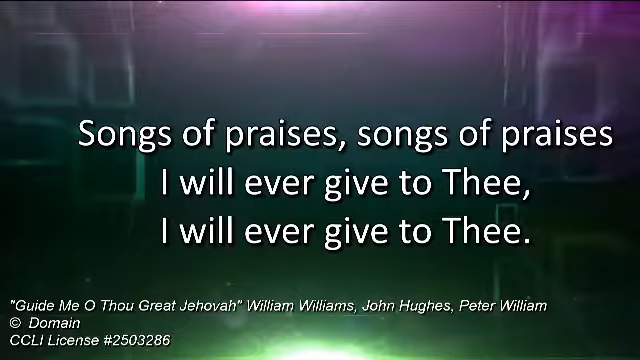 Songs of praises, songs of praises
I will ever give to Thee,
I will ever give to Thee.
"Guide Me O Thou Great Jehovah" William Williams, John Hughes, Peter William
© Domain
CCLI License #2503286